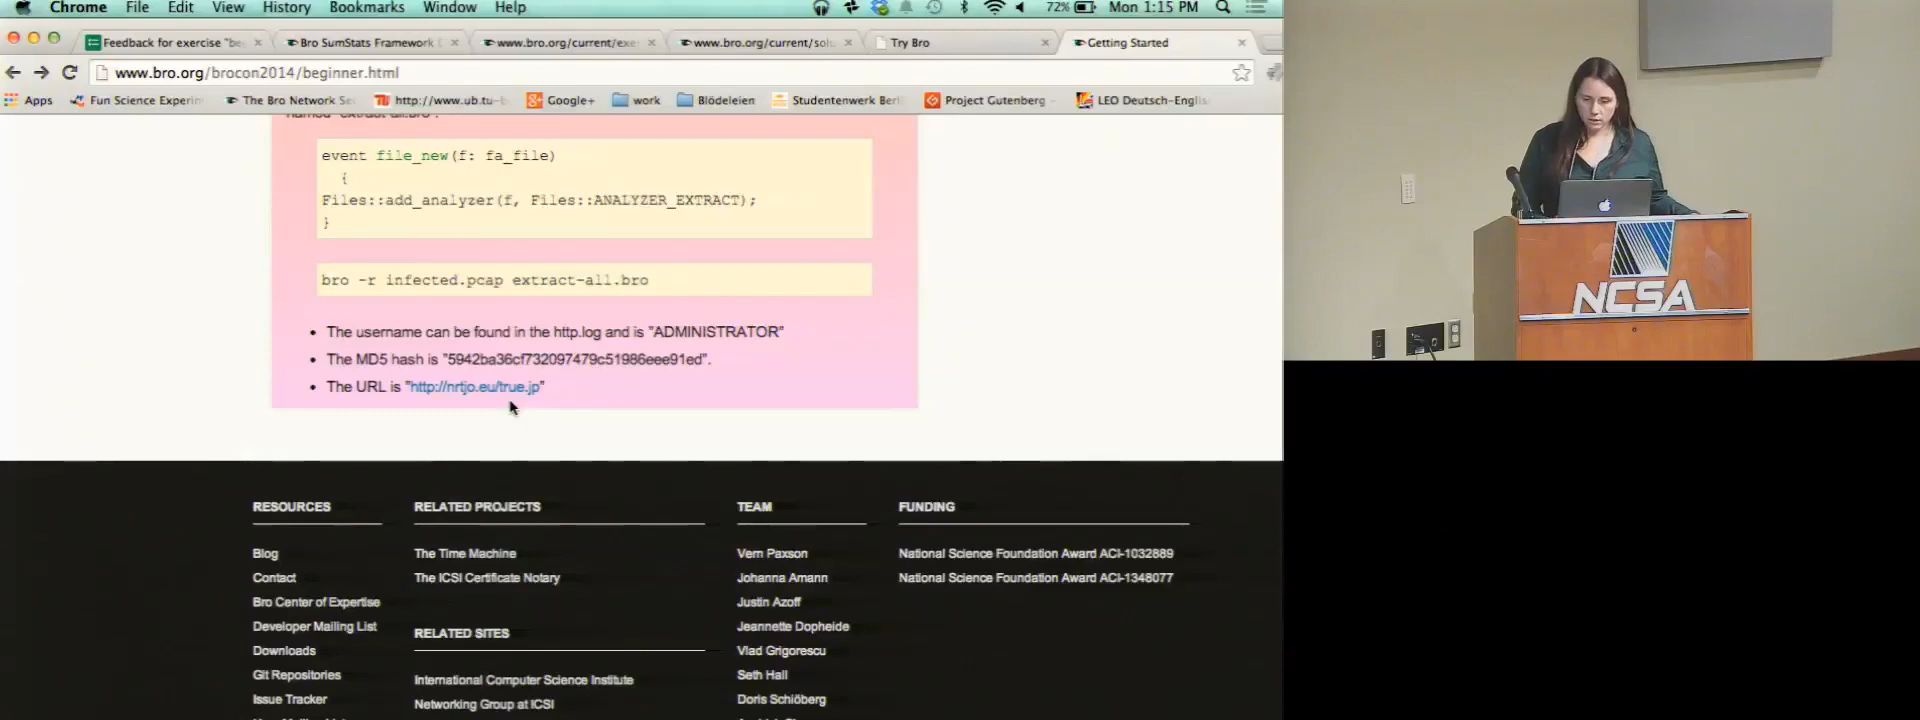 Chrome File Edit View History Bookmarks Window Help 72% Mon 1:15 PM
Feedback for exercise "be
Bro SumStats Framework
www.bro.org/current/exe
www.bro.org/current/solu
Try Bro
Getting Started
www.bro.org/brocon2014/beginner.html
Apps Fun Science Experim The Bro Network Se http://www.ub.tu-b Google+ work Blödeleien Studentenwerk Berl Project Gutenberg - LEO Deutsch-Englis
named "extract-all.bro":
event file_new(f: fa_file)
{
Files::add_analyzer(f, Files::ANALYZER_EXTRACT);
}
bro -r infected.pcap extract-all.bro
• The username can be found in the http.log and is "ADMINISTRATOR"
• The MD5 hash is "5942ba36cf732097479c51986eee91ed".
• The URL is "http://nrtjo.eu/true.jp"
RESOURCES
Blog
Contact
Bro Center of Expertise
Developer Mailing List
Downloads
Git Repositories
Issue Tracker
RELATED PROJECTS
The Time Machine
The ICSI Certificate Notary
RELATED SITES
International Computer Science Institute
Networking Group at ICSI
TEAM
Vern Paxson
Johanna Amann
Justin Azoff
Jeannette Dopheide
Vlad Grigorescu
Seth Hall
Doris Schiöberg
FUNDING
National Science Foundation Award ACI-1032889
National Science Foundation Award ACI-1348077
NCSA